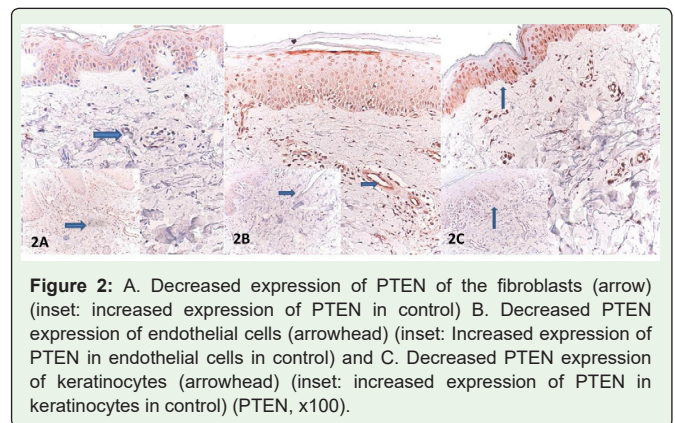 2A
2B
2C
Figure 2: A. Decreased expression of PTEN of the fibroblasts (arrow)
(inset: increased expression of PTEN in control) B. Decreased PTEN
expression of endothelial cells (arrowhead) (inset: Increased expression of
PTEN in endothelial cells in control) and C. Decreased PTEN expression
of keratinocytes (arrowhead) (inset: increased expression of PTEN in
keratinocytes in control) (PTEN, x100).